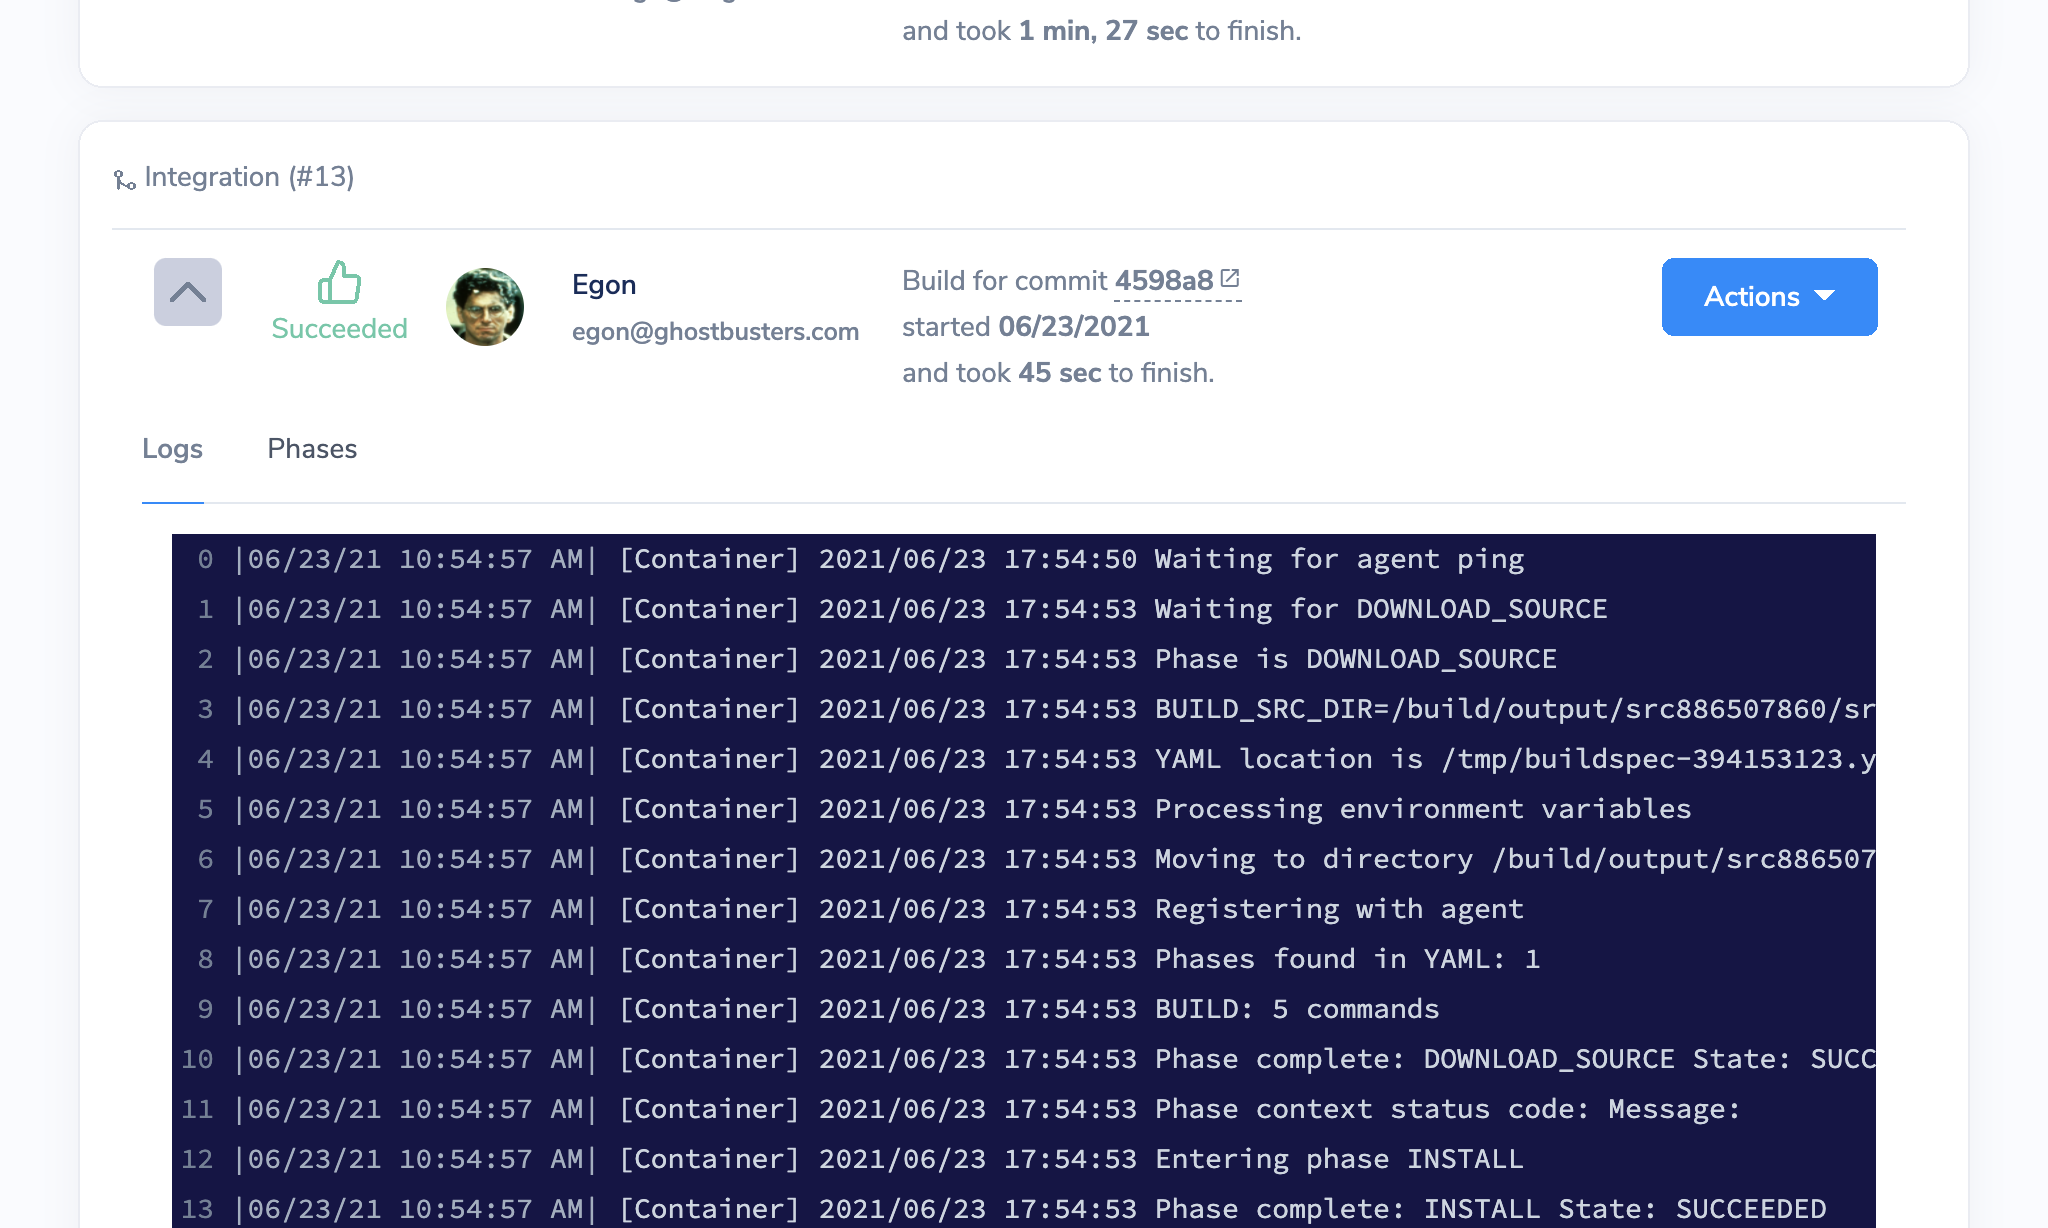 and took 1 min, 27 sec to finish.
Integration (#13)
Succeeded
Egon
egon@ghostbusters.com
Build for commit 4598a8
started 06/23/2021
and took 45 sec to finish.
Actions
Logs Phases
0 |06/23/21 10:54:57 AM| [Container] 2021/06/23 17:54:50 Waiting for agent ping
1 |06/23/21 10:54:57 AM| [Container] 2021/06/23 17:54:53 Waiting for DOWNLOAD_SOURCE
2 |06/23/21 10:54:57 AM| [Container] 2021/06/23 17:54:53 Phase is DOWNLOAD_SOURCE
3 |06/23/21 10:54:57 AM| [Container] 2021/06/23 17:54:53 BUILD_SRC_DIR=/build/output/src886507860/sr
4 |06/23/21 10:54:57 AM| [Container] 2021/06/23 17:54:53 YAML location is /tmp/buildspec-394153123.y
5 |06/23/21 10:54:57 AM| [Container] 2021/06/23 17:54:53 Processing environment variables
6 |06/23/21 10:54:57 AM| [Container] 2021/06/23 17:54:53 Moving to directory /build/output/src886507
7 |06/23/21 10:54:57 AM| [Container] 2021/06/23 17:54:53 Registering with agent
8 |06/23/21 10:54:57 AM| [Container] 2021/06/23 17:54:53 Phases found in YAML: 1
9 |06/23/21 10:54:57 AM| [Container] 2021/06/23 17:54:53 BUILD: 5 commands
10 |06/23/21 10:54:57 AM| [Container] 2021/06/23 17:54:53 Phase complete: DOWNLOAD_SOURCE State: SUCC
11 |06/23/21 10:54:57 AM| [Container] 2021/06/23 17:54:53 Phase context status code: Message:
12 |06/23/21 10:54:57 AM| [Container] 2021/06/23 17:54:53 Entering phase INSTALL
13 |06/23/21 10:54:57 AM| [Container] 2021/06/23 17:54:53 Phase complete: INSTALL State: SUCCEEDED